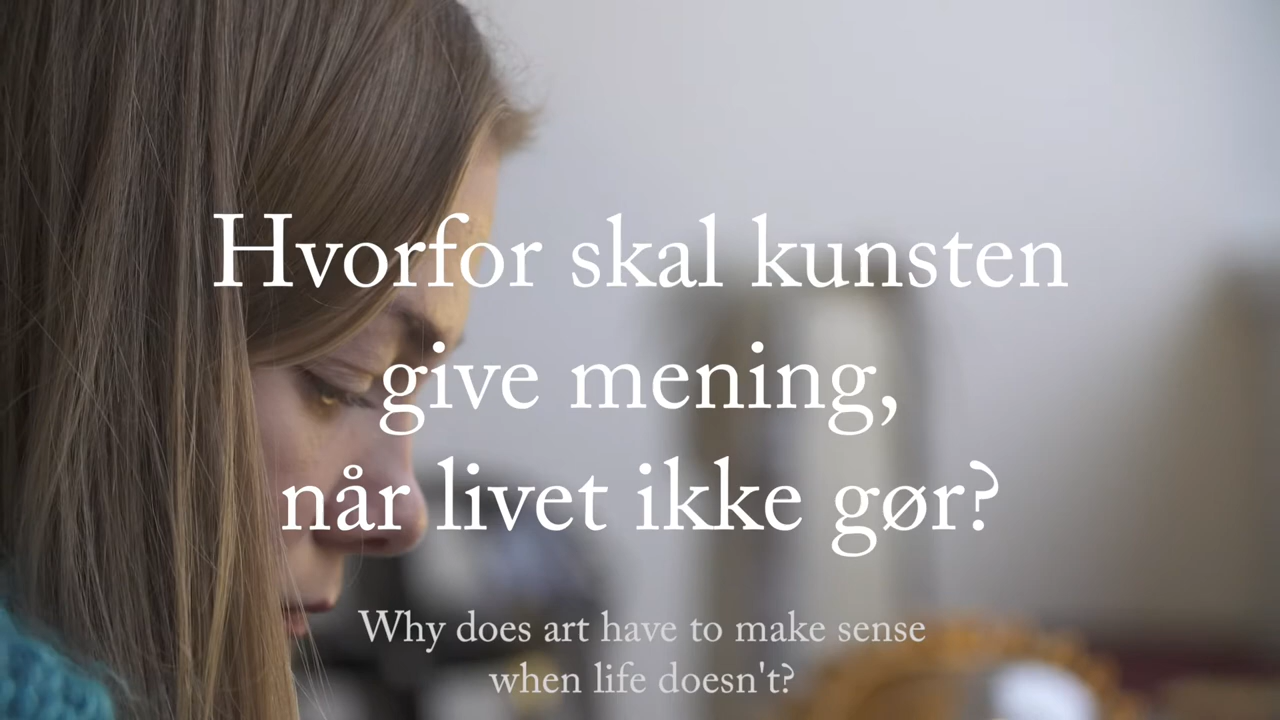 Hvorfor skal kunsten
give mening,
når livet ikke gør?
Why does art have to make sense
when life doesn't?